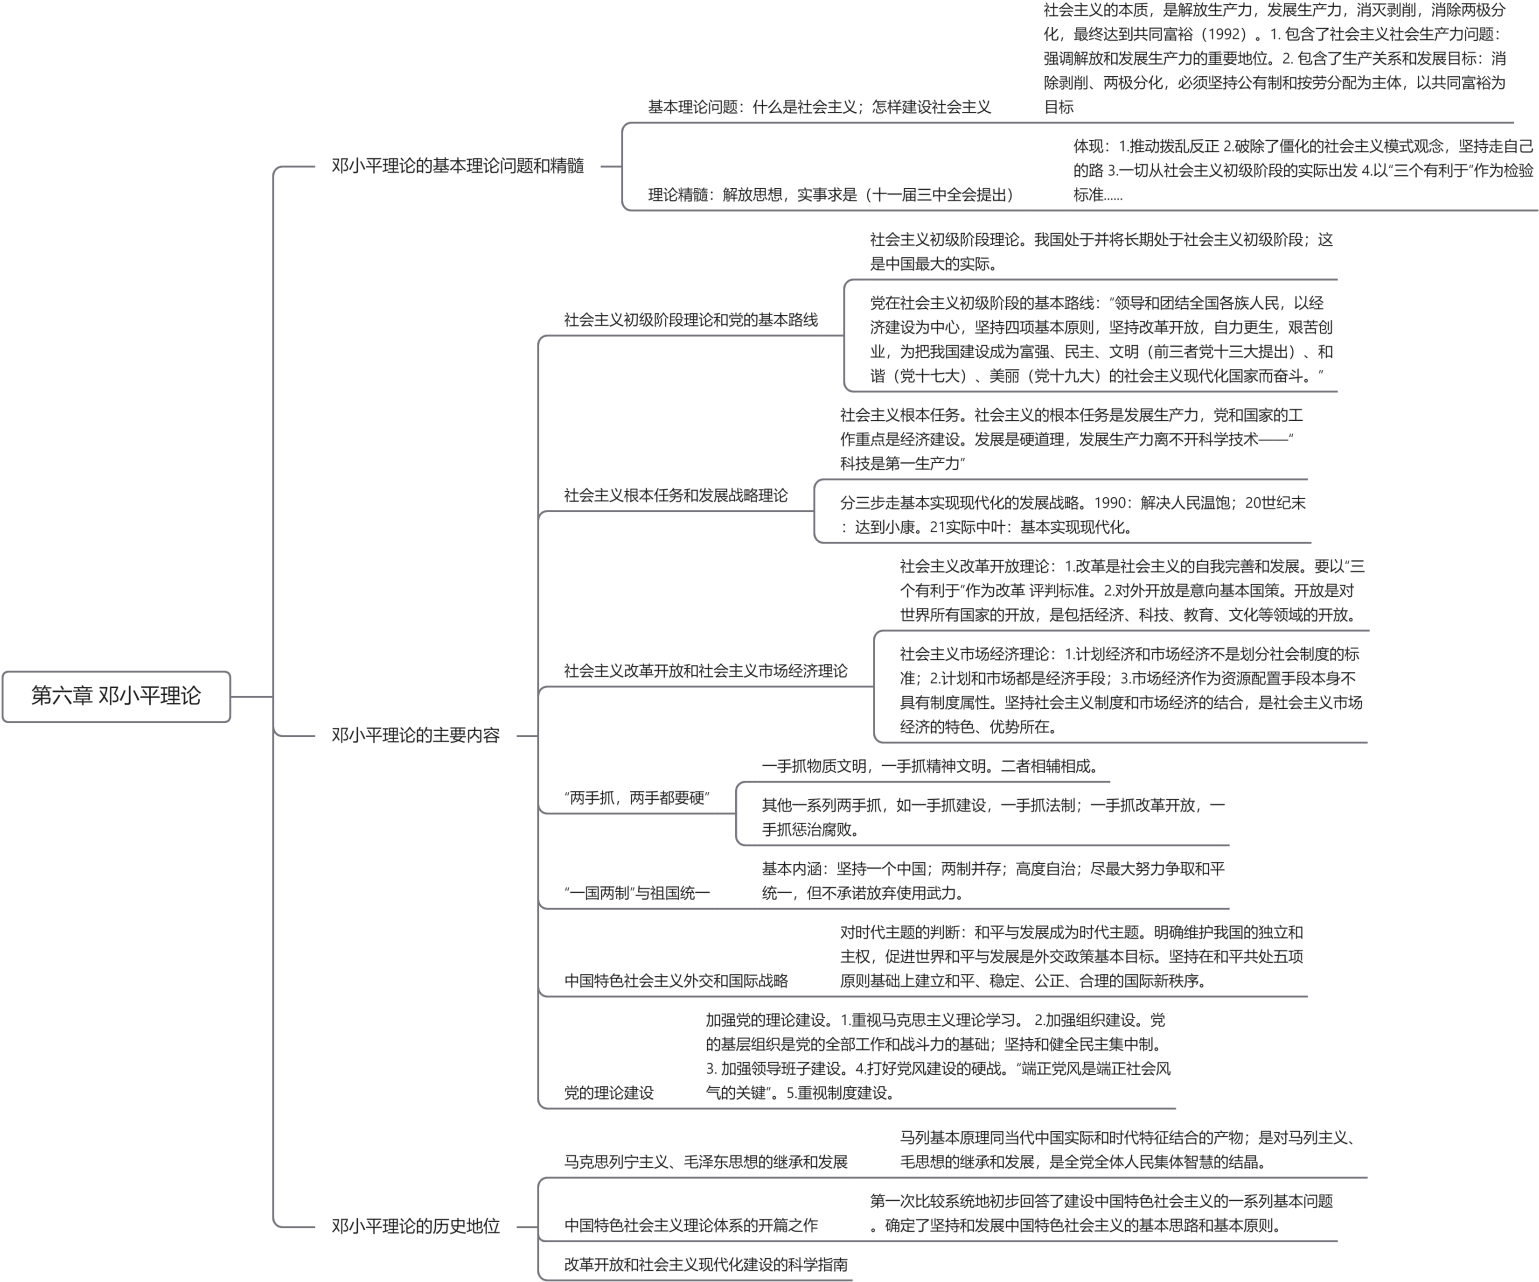 第六章 邓小平理论
邓小平理论的基本理论问题和精髓
基本理论问题：什么是社会主义；怎样建设社会主义
社会主义的本质，是解放生产力，发展生产力，消灭剥削，消除两极分
化，最终达到共同富裕（1992）。1. 包含了社会主义社会生产力问题：
强调解放和发展生产力的重要地位。2. 包含了生产关系和发展目标：消
除剥削、两极分化，必须坚持公有制和按劳分配为主体，以共同富裕为
目标
理论精髓：解放思想，实事求是（十一届三中全会提出）
体现：1.推动拨乱反正 2.破除了僵化的社会主义模式观念，坚持走自己
的路 3.一切从社会主义初级阶段的实际出发 4.以“三个有利于”作为检验
标准......
邓小平理论的主要内容
社会主义初级阶段理论和党的基本路线
社会主义初级阶段理论。我国处于并将长期处于社会主义初级阶段；这
是中国最大的实际。
党在社会主义初级阶段的基本路线：“领导和团结全国各族人民，以经
济建设为中心，坚持四项基本原则，坚持改革开放，自力更生，艰苦创
业，为把我国建设成为富强、民主、文明（前三者党十三大提出）、和
谐（党十七大）、美丽（党十九大）的社会主义现代化国家而奋斗。”
社会主义根本任务和发展战略理论
社会主义根本任务。社会主义的根本任务是发展生产力，党和国家的工
作重点是经济建设。发展是硬道理，发展生产力离不开科学技术——“
科技是第一生产力”
分三步走基本实现现代化的发展战略。1990：解决人民温饱；20世纪末
：达到小康。21实际中叶：基本实现现代化。
社会主义改革开放和社会主义市场经济理论
社会主义改革开放理论：1.改革是社会主义的自我完善和发展。要以“三
个有利于”作为改革 评判标准。2.对外开放是意向基本国策。开放是对
世界所有国家的开放，是包括经济、科技、教育、文化等领域的开放。
社会主义市场经济理论：1.计划经济和市场经济不是划分社会制度的标
准；2.计划和市场都是经济手段；3.市场经济作为资源配置手段本身不
具有制度属性。坚持社会主义制度和市场经济的结合，是社会主义市场
经济的特色、优势所在。
“两手抓，两手都要硬”
一手抓物质文明，一手抓精神文明。二者相辅相成。
其他一系列两手抓，如一手抓建设，一手抓法制；一手抓改革开放，一
手抓惩治腐败。
“一国两制”与祖国统一
基本内涵：坚持一个中国；两制并存；高度自治；尽最大努力争取和平
统一，但不承诺放弃使用武力。
中国特色社会主义外交和国际战略
对时代主题的判断：和平与发展成为时代主题。明确维护我国的独立和
主权，促进世界和平与发展是外交政策基本目标。坚持在和平共处五项
原则基础上建立和平、稳定、公正、合理的国际新秩序。
党的理论建设
加强党的理论建设。1.重视马克思主义理论学习。 2.加强组织建设。党
的基层组织是党的全部工作和战斗力的基础；坚持和健全民主集中制。
3. 加强领导班子建设。4.打好党风建设的硬战。“端正党风是端正社会风
气的关键”。5.重视制度建设。
邓小平理论的历史地位
马克思列宁主义、毛泽东思想的继承和发展
马列基本原理同当代中国实际和时代特征结合的产物；是对马列主义、
毛思想的继承和发展，是全党全体人民集体智慧的结晶。
中国特色社会主义理论体系的开篇之作
第一次比较系统地初步回答了建设中国特色社会主义的一系列基本问题
。确定了坚持和发展中国特色社会主义的基本思路和基本原则。
改革开放和社会主义现代化建设的科学指南